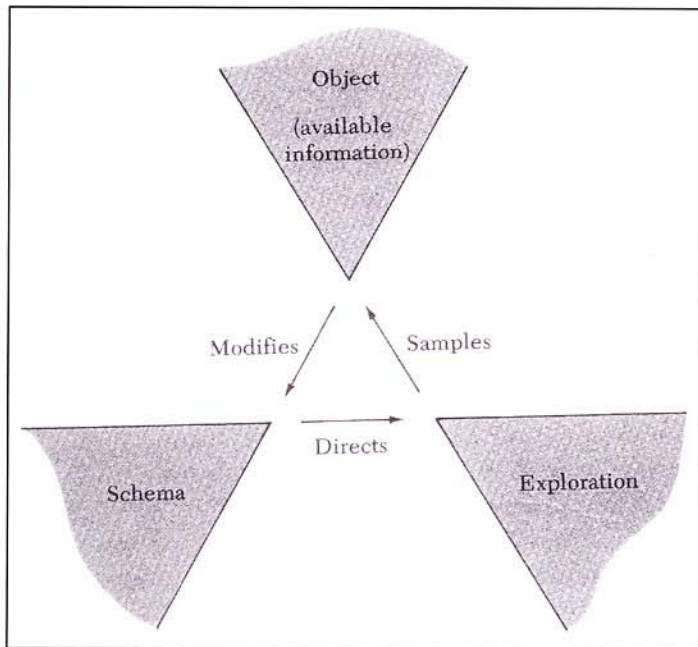 Object
(available
information)
Modifies
Samples
Directs
Schema
Exploration